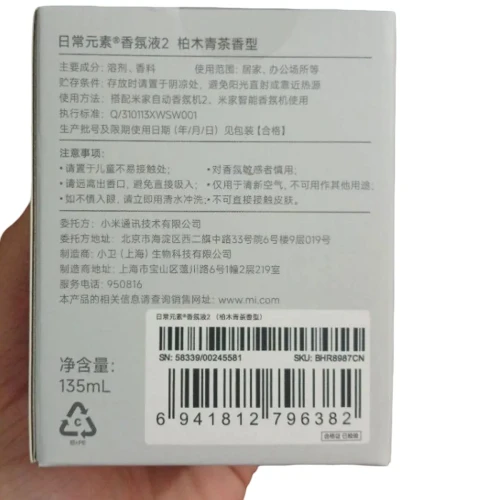 日常元素®香氛液2 柏木青茶香型
主要成分: 溶剂、香料 使用范围: 居家、办公场所等
贮存条件: 存放时请置于阴凉处, 避免阳光直射或靠近热源
使用方法: 搭配米家自动香氛机2、米家智能香氛机使用
执行标准: Q/310113XWSW001
生产批号及限期使用日期 (年/月/日) 见包装【合格】
注意事项:
·请置于儿童不易接触处; ·对香氛敏感者慎用;
·请远离出香口, 避免直接吸入; ·仅用于清新空气, 不可用作其他用途;
·如不慎入眼, 请立即用清水冲洗; ·不可直接接触皮肤。
委托方: 小米通讯技术有限公司
委托方地址: 北京市海淀区西二旗中路33号院6号楼9层019号
制造商: 小卫 (上海) 生物科技有限公司
制造商地址: 上海市宝山区蕰川路6号1幢2层219室
服务电话: 950816
本产品的相关信息请查询销售网站: www.mi.com
日常元素®香氛液2 (柏木青茶香型)
SN: 58339/00245581 SKU: BHR8987CN
净含量:
135mL
6 941812 796382
合格证 已检验